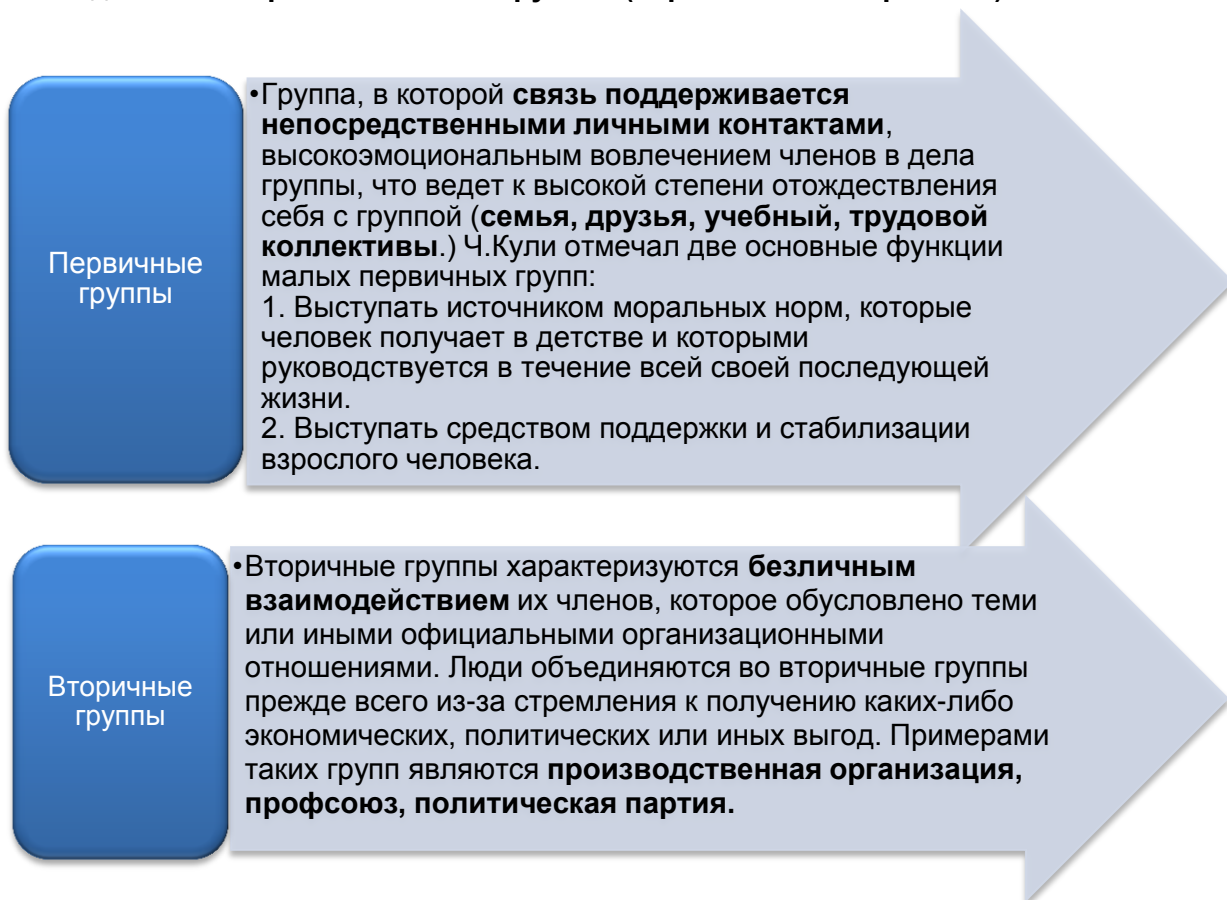 Первичные
группы
•Группа, в которой связь поддерживается
непосредственными личными контактами,
высокоэмоциональным вовлечением членов в дела
группы, что ведет к высокой степени отождествления
себя с группой (семья, друзья, учебный, трудовой
коллективы.) Ч.Кули отмечал две основные функции
малых первичных групп:
1. Выступать источником моральных норм, которые
человек получает в детстве и которыми
руководствуется в течение всей своей последующей
жизни.
2. Выступать средством поддержки и стабилизации
взрослого человека.
Вторичные
группы
•Вторичные группы характеризуются безличным
взаимодействием их членов, которое обусловлено теми
или иными официальными организационными
отношениями. Люди объединяются во вторичные группы
прежде всего из-за стремления к получению каких-либо
экономических, политических или иных выгод. Примерами
таких групп являются производственная организация,
профсоюз, политическая партия.